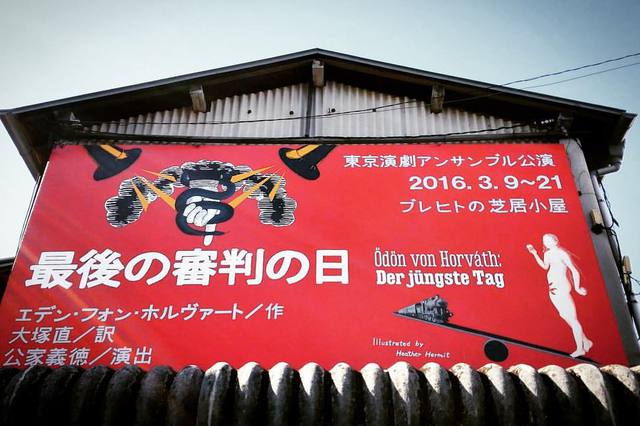 東京演劇アンサンブル公演
2016. 3. 9~21
ブレヒトの芝居小屋
最後の審判の日
Ödön von Horváth:
Der jüngste Tag
エデン・フォン・ホルヴァート／作
大塚直／訳
公家義徳／演出
Illustrated by
Heather Hermit